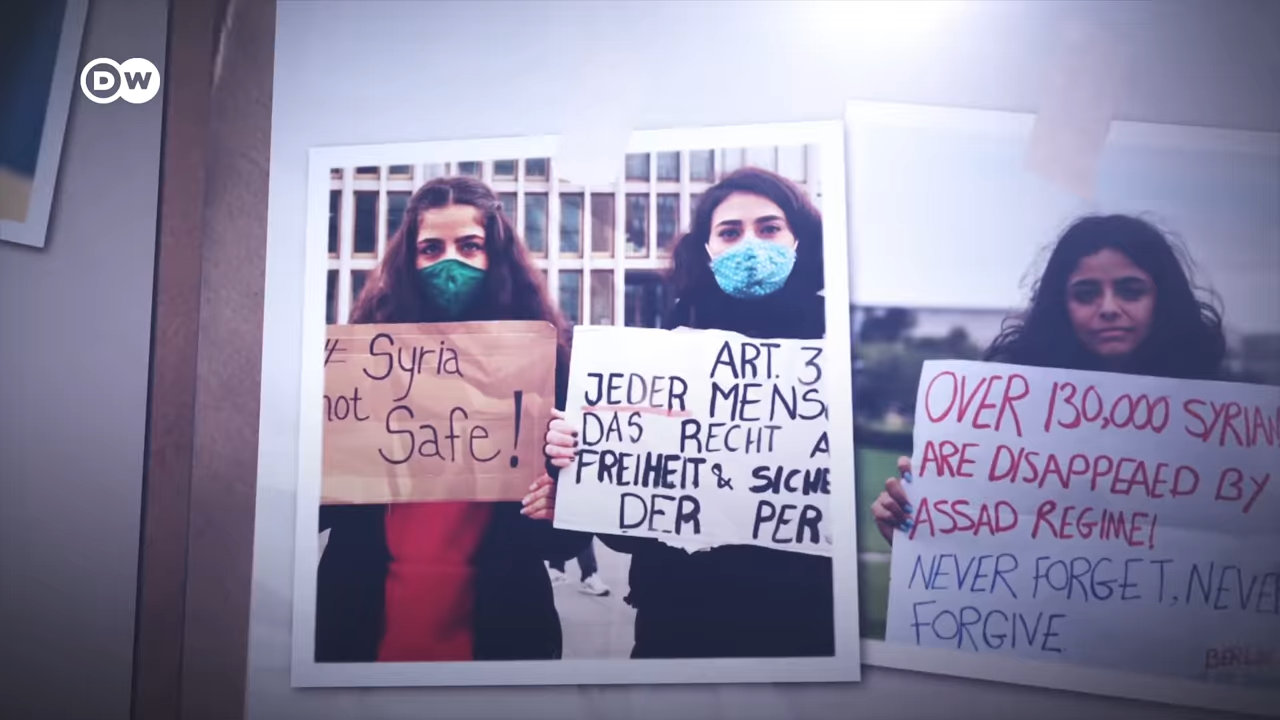 DW
# Syria
not Safe!
ART. 3
JEDER MENS
DAS RECHT A
FREIHEIT & SICHE
DER PER
OVER 130,000 SYRIAN
ARE DISAPPEAED BY
ASSAD REGIME!
NEVER FORGET, NEVE
FORGIVE
BERLIN